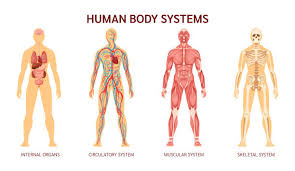 HUMAN BODY SYSTEMS
INTERNAL ORGANS
CIRCULATORY SYSTEM
MUSCULAR SYSTEM
SKELETAL SYSTEM